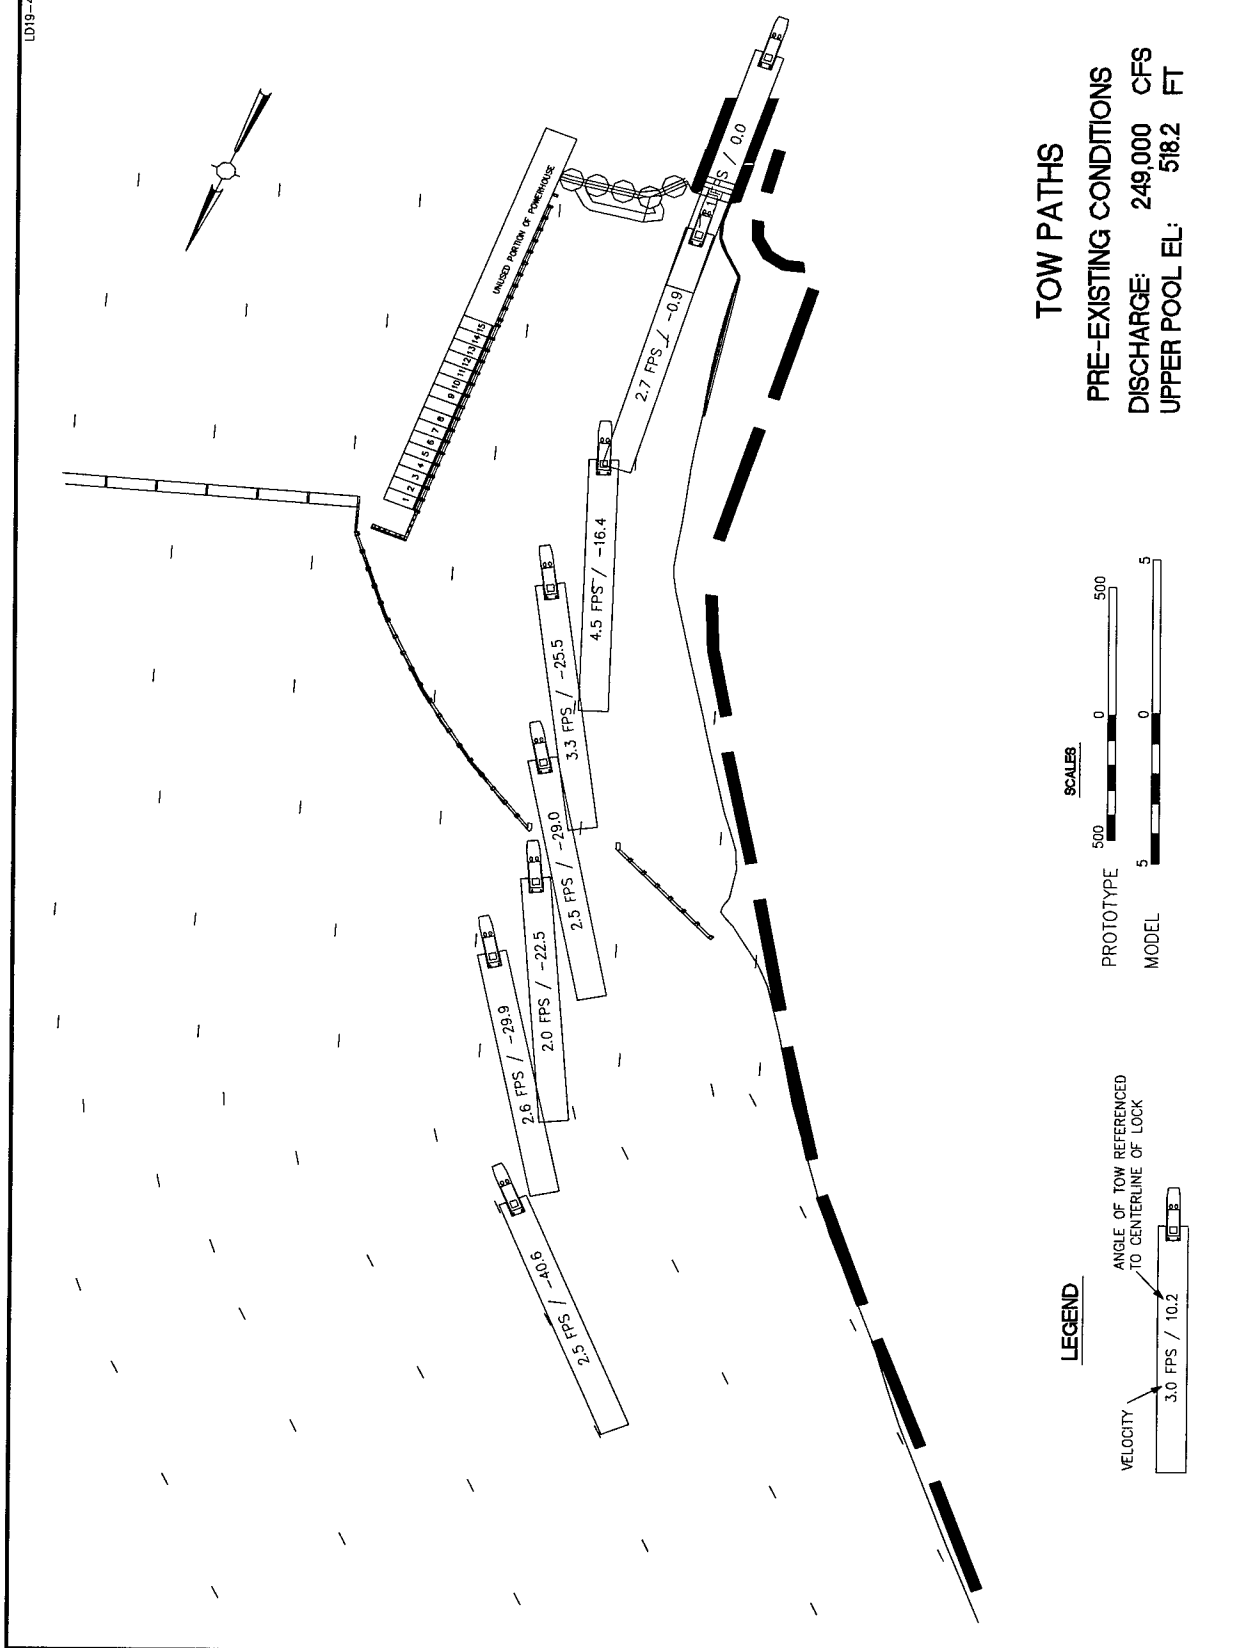 LD19-
TOW PATHS
PRE-EXISTING CONDITIONS
DISCHARGE: 249,000 CFS
UPPER POOL EL: 518.2 FT
UNUSED PORTION OF POWERHOUSE
1 2 3 4 5 6 7 8 9 10 11 12 13 14 15
2.5 FPS / -40.6
2.6 FPS / -29.9
2.0 FPS / -22.5
2.5 FPS / -29.0
3.3 FPS / -25.5
4.5 FPS / -16.4
2.7 FPS / -0.9
FPS / 0.0
SCALES
PROTOTYPE 500 0 500
MODEL 5 0 5
LEGEND
VELOCITY
ANGLE OF TOW REFERENCED
TO CENTERLINE OF LOCK
3.0 FPS / 10.2